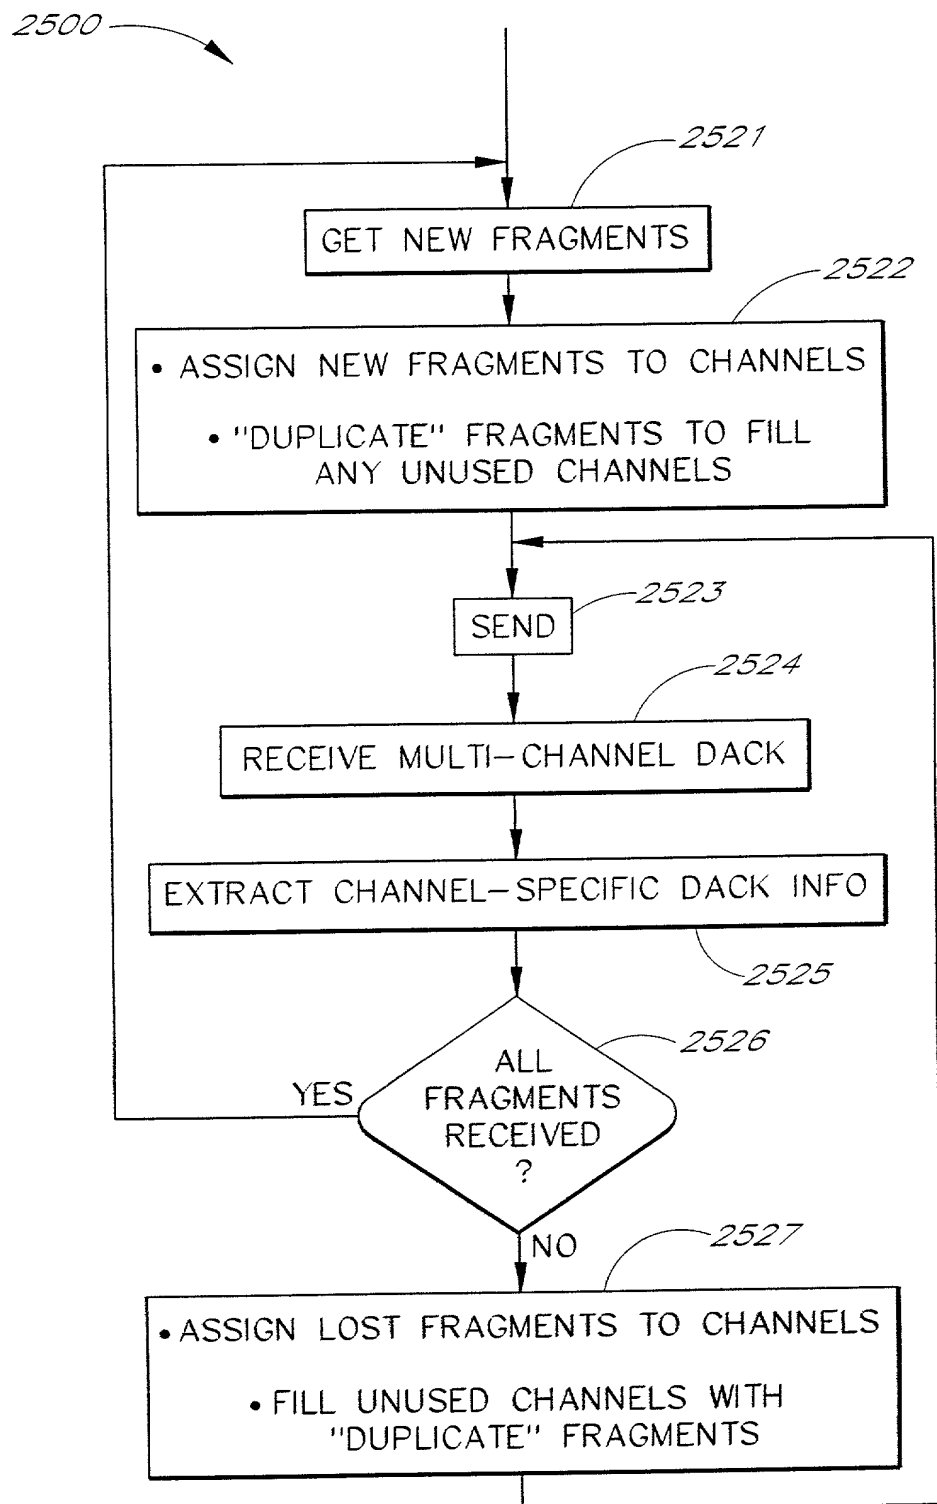 2500
2521
GET NEW FRAGMENTS
2522
• ASSIGN NEW FRAGMENTS TO CHANNELS
• "DUPLICATE" FRAGMENTS TO FILL
ANY UNUSED CHANNELS
2523
SEND
2524
RECEIVE MULTI-CHANNEL DACK
EXTRACT CHANNEL-SPECIFIC DACK INFO
2525
2526
ALL
FRAGMENTS
RECEIVED
?
YES
NO
2527
• ASSIGN LOST FRAGMENTS TO CHANNELS
• FILL UNUSED CHANNELS WITH
"DUPLICATE" FRAGMENTS